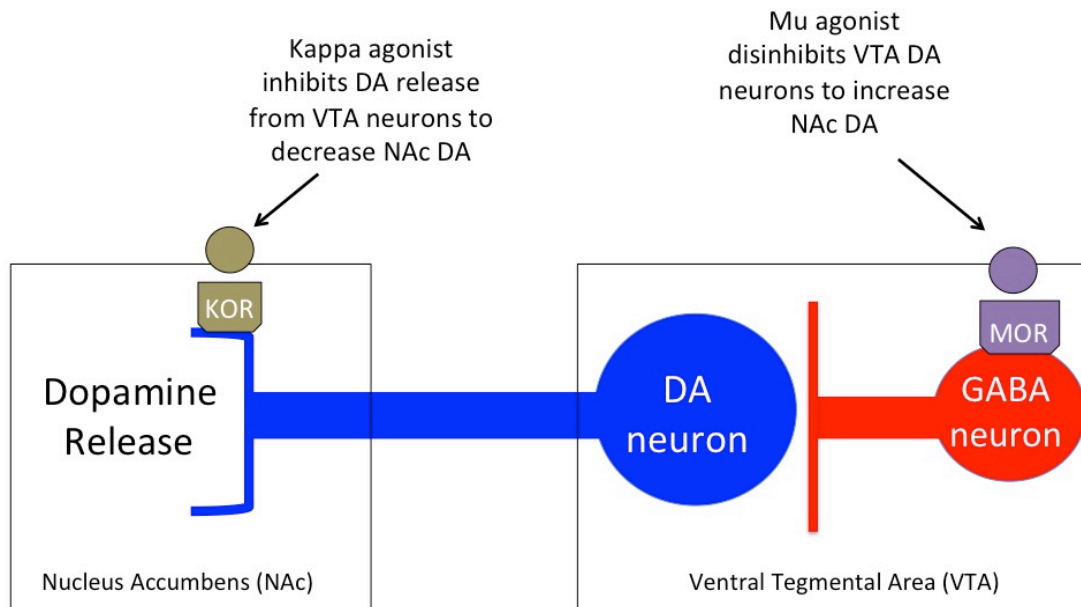 Kappa agonist
inhibits DA release
from VTA neurons to
decrease NAc DA
Mu agonist
disinhibits VTA DA
neurons to increase
NAc DA
KOR
MOR
Dopamine
Release
DA
neuron
GABA
neuron
Nucleus Accumbens (NAc)
Ventral Tegmental Area (VTA)